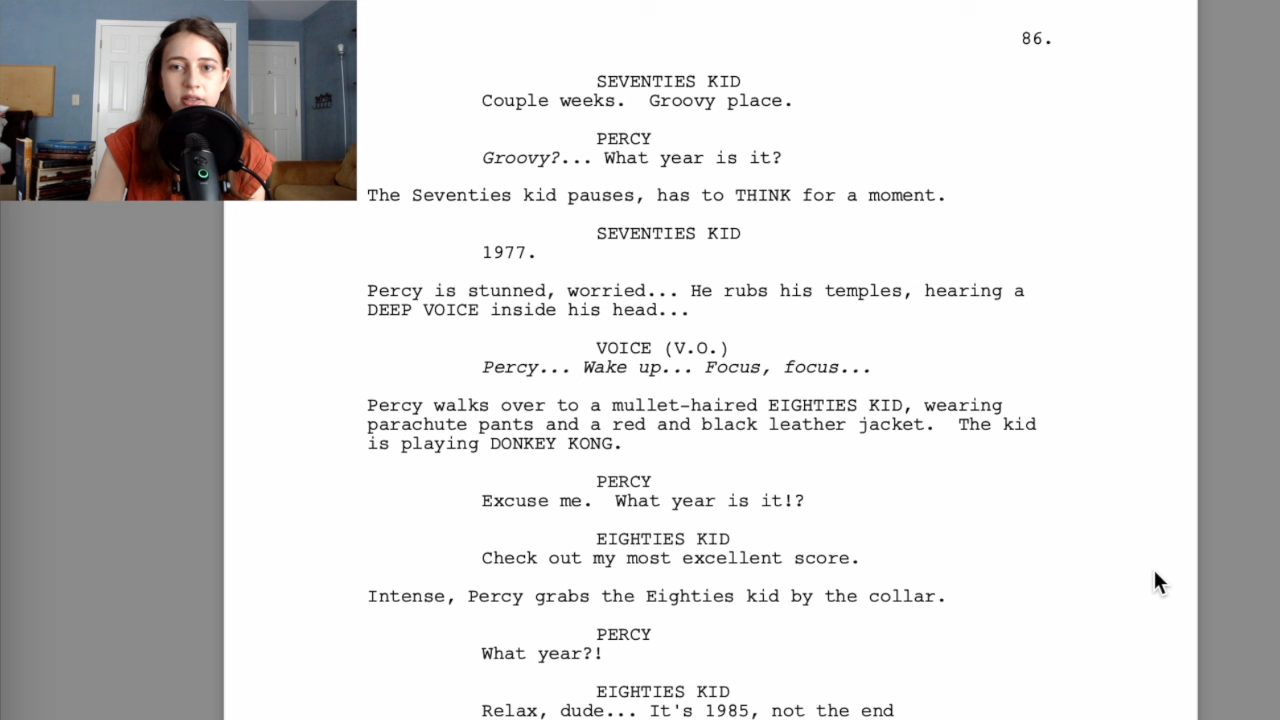 86.
SEVENTIES KID
Couple weeks.  Groovy place.
PERCY
Groovy?... What year is it?
The Seventies kid pauses, has to THINK for a moment.
SEVENTIES KID
1977.
Percy is stunned, worried... He rubs his temples, hearing a
DEEP VOICE inside his head...
VOICE (V.O.)
Percy... Wake up... Focus, focus...
Percy walks over to a mullet-haired EIGHTIES KID, wearing
parachute pants and a red and black leather jacket.  The kid
is playing DONKEY KONG.
PERCY
Excuse me.  What year is it!?
EIGHTIES KID
Check out my most excellent score.
Intense, Percy grabs the Eighties kid by the collar.
PERCY
What year?!
EIGHTIES KID
Relax, dude... It's 1985, not the end